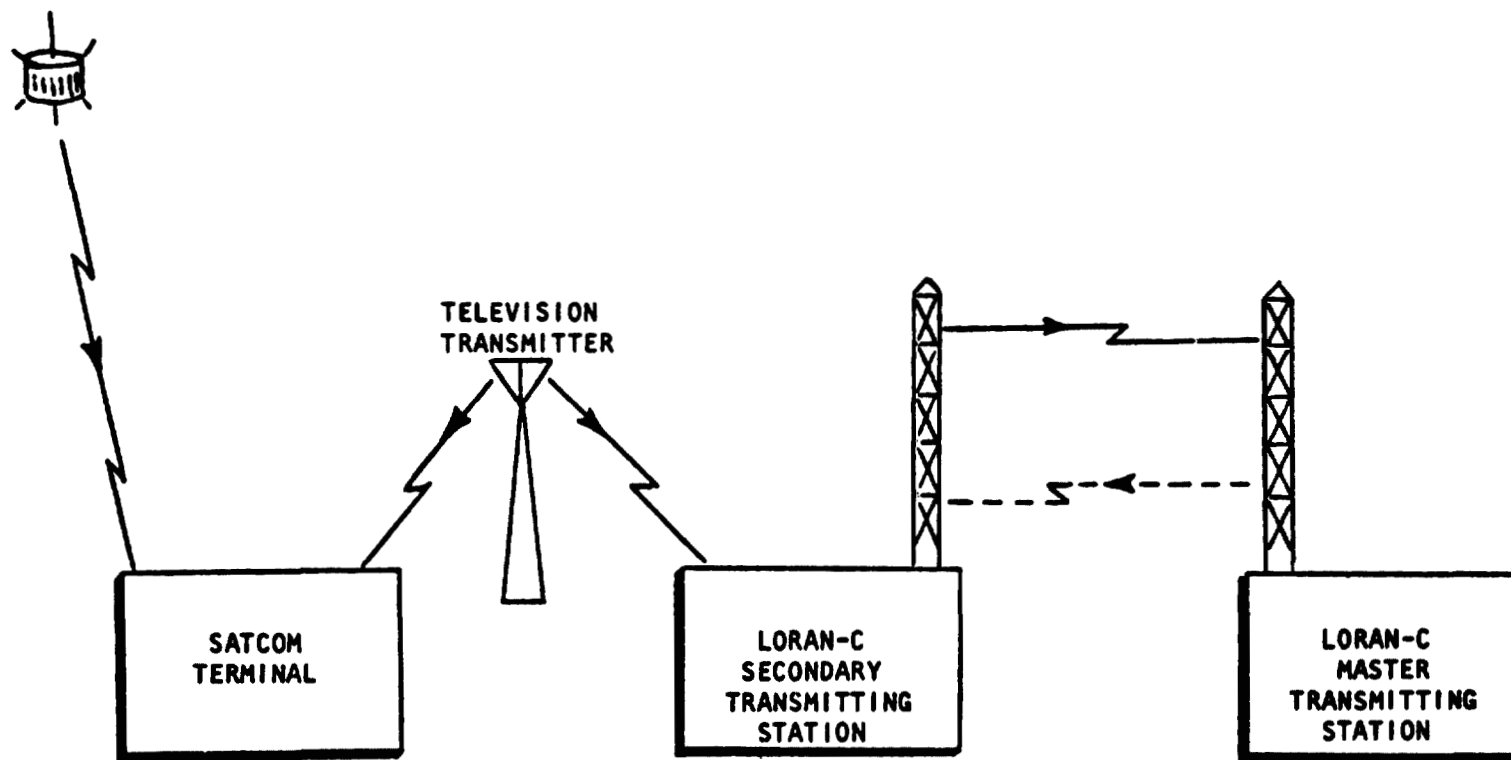 TELEVISION
TRANSMITTER
SATCOM
TERMINAL
LORAN-C
SECONDARY
TRANSMITTING
STATION
LORAN-C
MASTER
TRANSMITTING
STATION